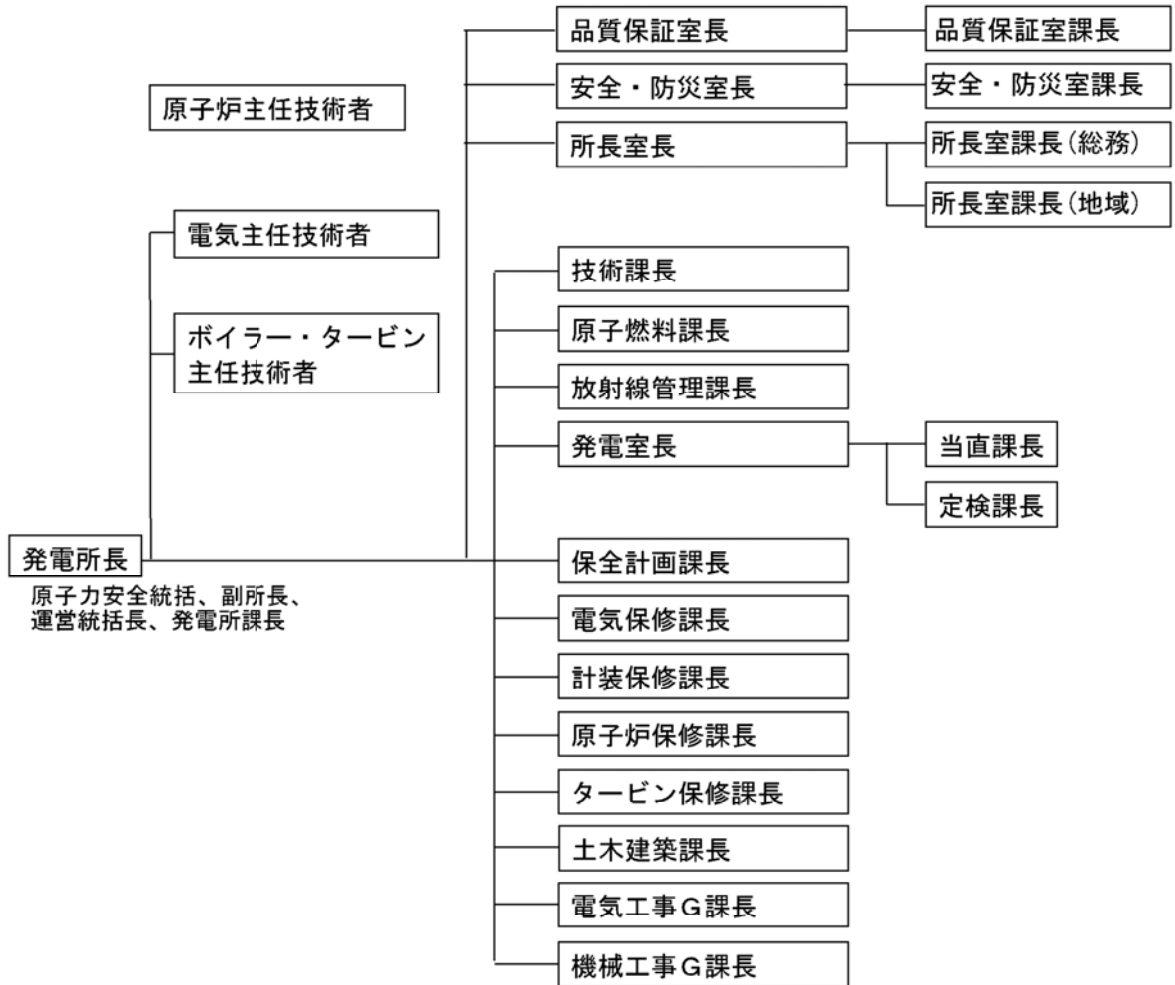 品質保証室長
品質保証室課長
安全・防災室長
安全・防災室課長
原子炉主任技術者
所長室長
所長室課長(総務)
所長室課長(地域)
電気主任技術者
技術課長
ボイラー・タービン
主任技術者
原子燃料課長
放射線管理課長
発電室長
当直課長
定検課長
発電所長
原子力安全統括、副所長、
運営統括長、発電所課長
保全計画課長
電気保修課長
計装保修課長
原子炉保修課長
タービン保修課長
土木建築課長
電気工事G課長
機械工事G課長